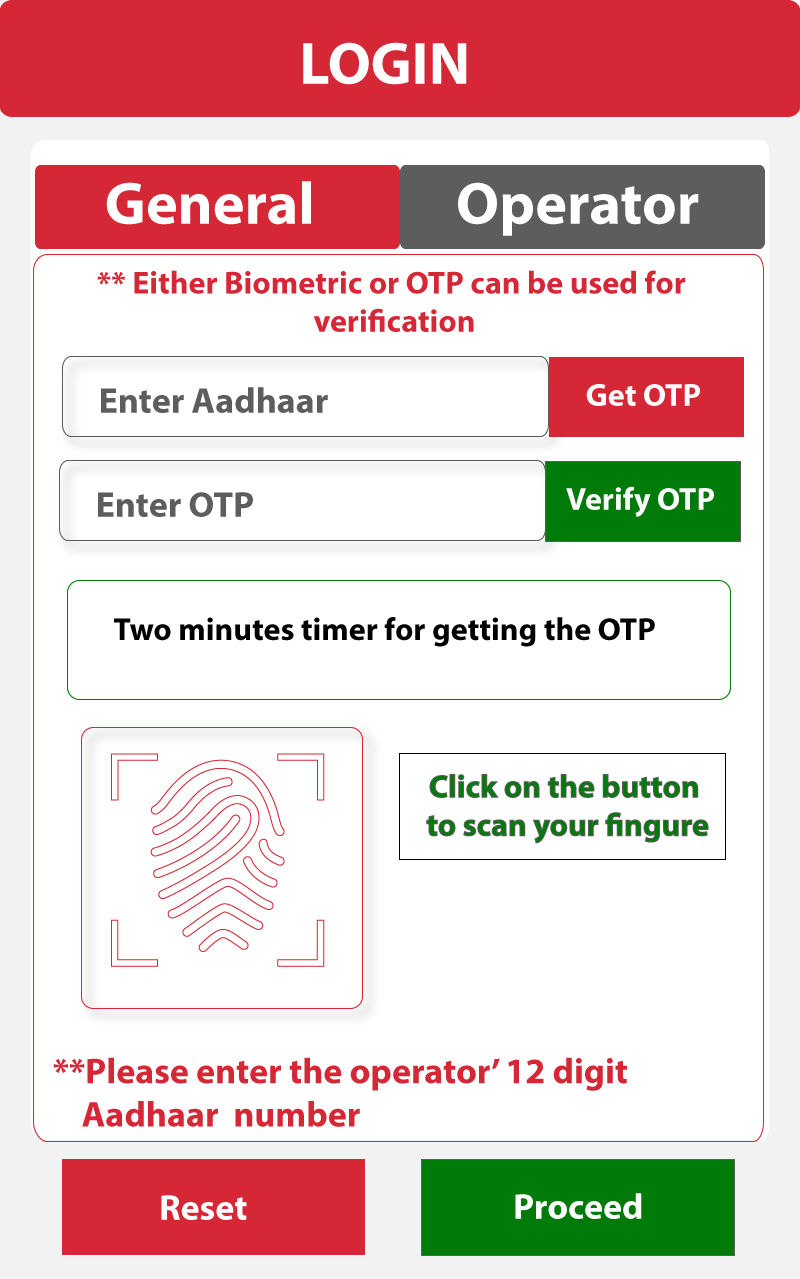 LOGIN
General
Operator
** Either Biometric or OTP can be used for
verification
Enter Aadhaar
Get OTP
Enter OTP
Verify OTP
Two minutes timer for getting the OTP
Click on the button
to scan your fingure
**Please enter the operator’ 12 digit
Aadhaar number
Reset
Proceed